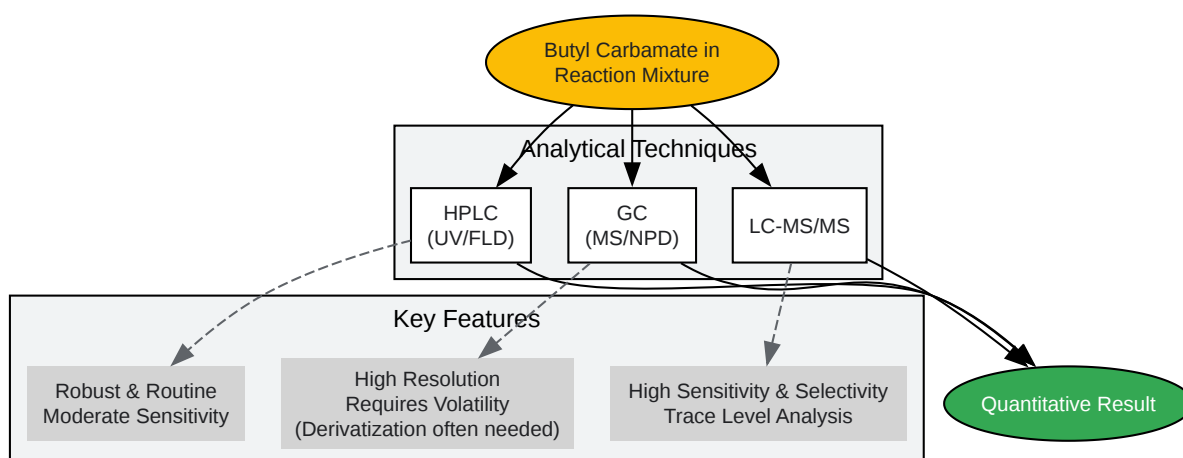 Butyl Carbamate in
Reaction Mixture
Analytical Techniques
HPLC
(UV/FLD)
GC
(MS/NPD)
LC-MS/MS
Key Features
Robust & Routine
Moderate Sensitivity
High Resolution
Requires Volatility
(Derivatization often needed)
High Sensitivity & Selectivity
Trace Level Analysis
Quantitative Result